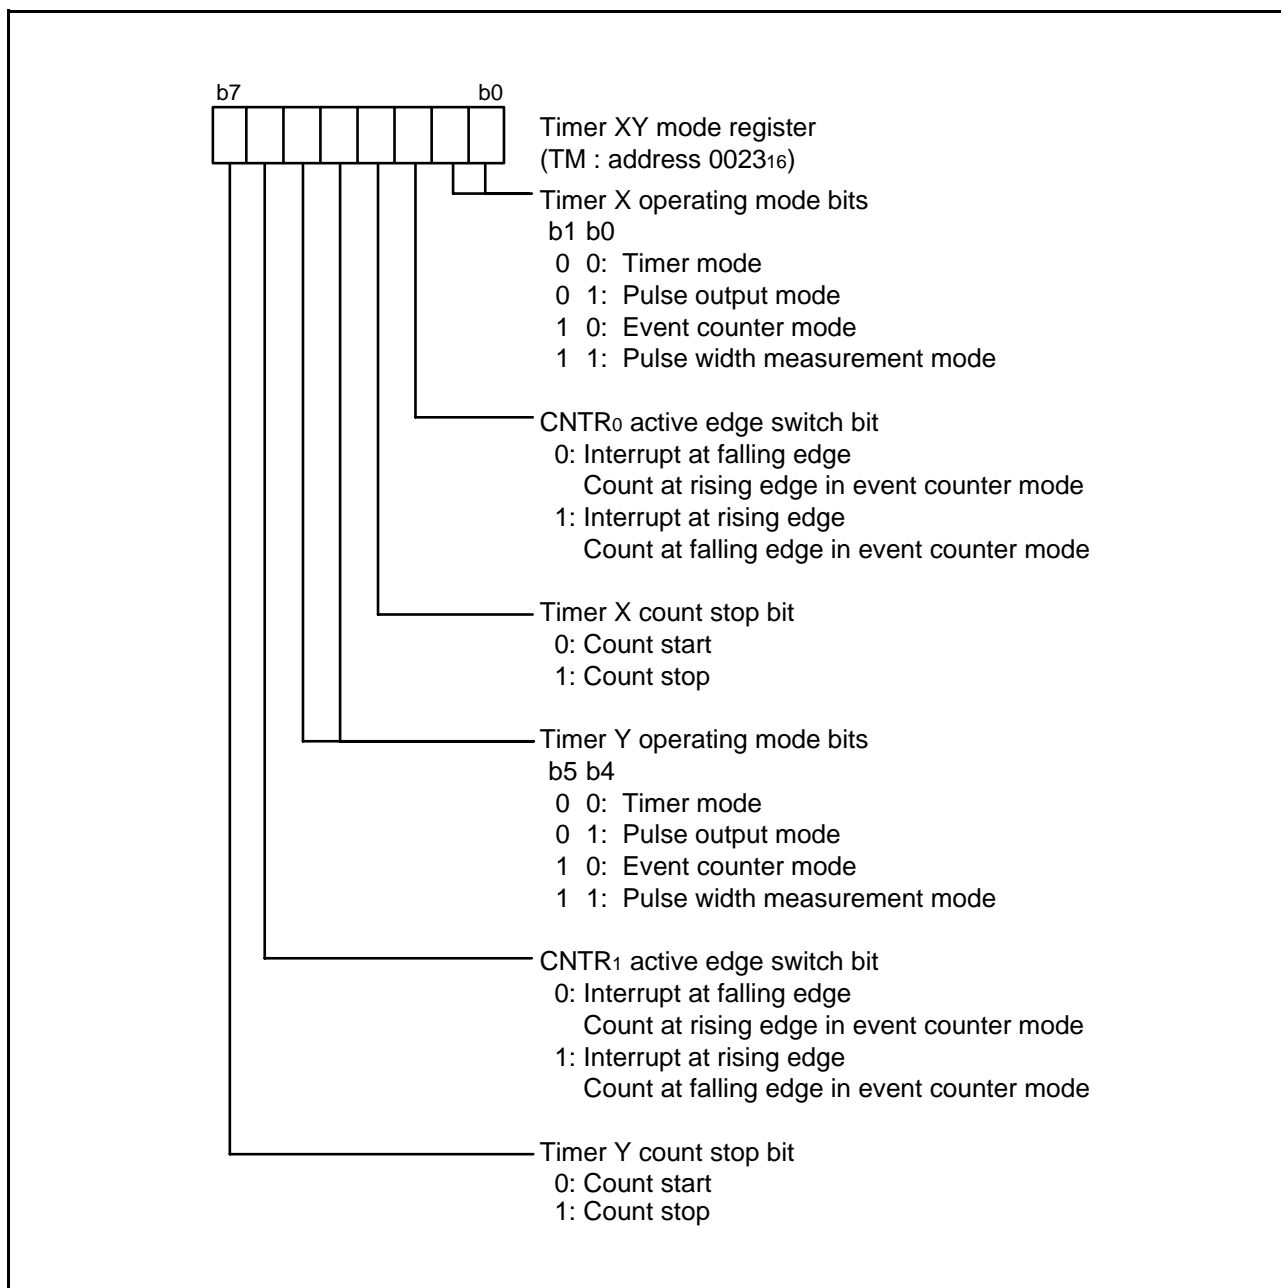 b7 b0
Timer XY mode register
(TM : address 002316)
Timer X operating mode bits
b1 b0
0 0: Timer mode
0 1: Pulse output mode
1 0: Event counter mode
1 1: Pulse width measurement mode
CNTR0 active edge switch bit
0: Interrupt at falling edge
Count at rising edge in event counter mode
1: Interrupt at rising edge
Count at falling edge in event counter mode
Timer X count stop bit
0: Count start
1: Count stop
Timer Y operating mode bits
b5 b4
0 0: Timer mode
0 1: Pulse output mode
1 0: Event counter mode
1 1: Pulse width measurement mode
CNTR1 active edge switch bit
0: Interrupt at falling edge
Count at rising edge in event counter mode
1: Interrupt at rising edge
Count at falling edge in event counter mode
Timer Y count stop bit
0: Count start
1: Count stop